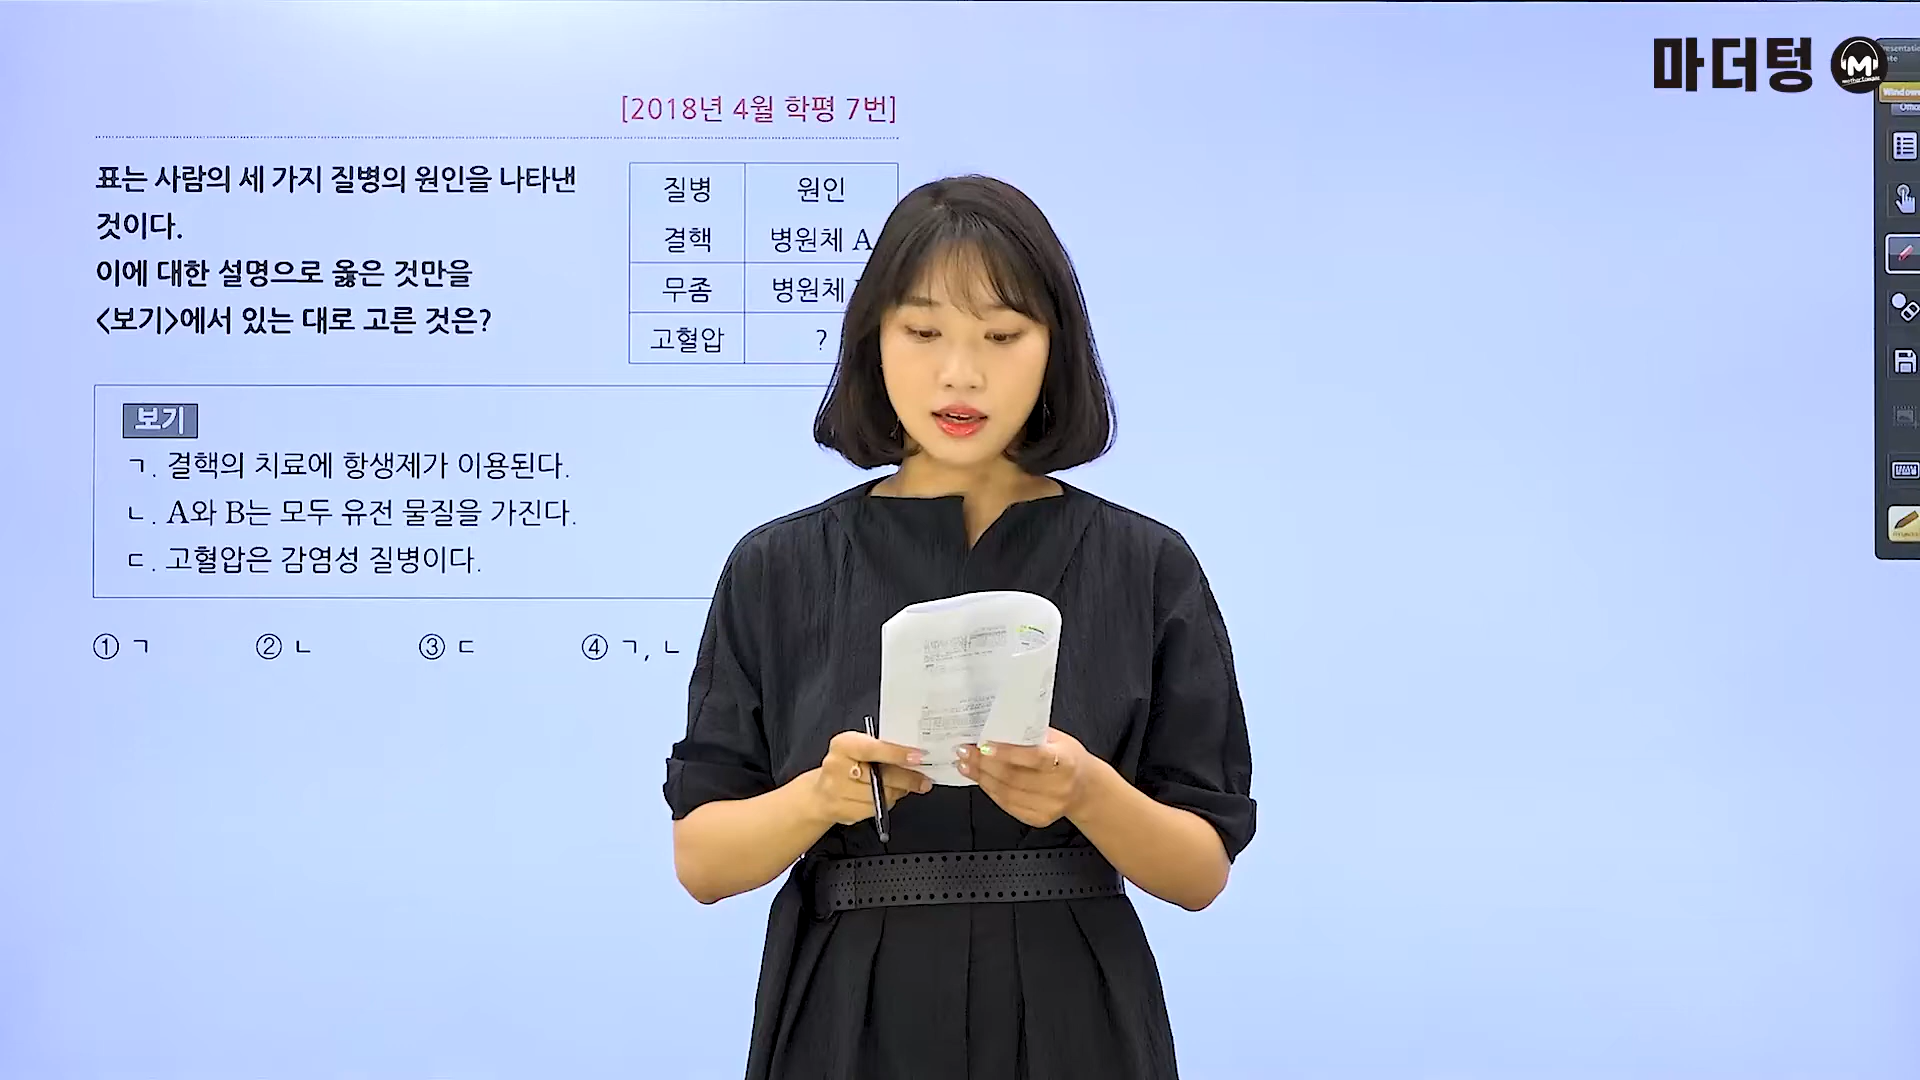 마더텅
[2018년 4월 학평 7번]
표는 사람의 세 가지 질병의 원인을 나타낸
것이다.
이에 대한 설명으로 옳은 것만을
<보기>에서 있는 대로 고른 것은?
질병 원인
결핵 병원체 A
무좀 병원체
고혈압 ?
보기
ㄱ. 결핵의 치료에 항생제가 이용된다.
ㄴ. A와 B는 모두 유전 물질을 가진다.
ㄷ. 고혈압은 감염성 질병이다.
① ㄱ ② ㄴ ③ ㄷ ④ ㄱ, ㄴ